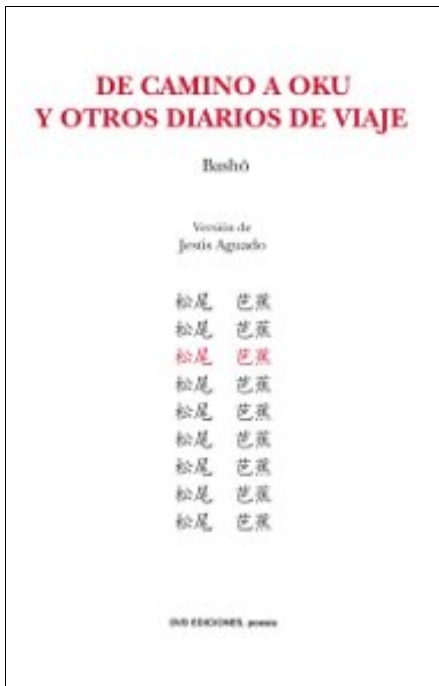 DE CAMINO A OKU
Y OTROS DIARIOS DE VIAJE
Bashô
Versión de
Jesús Aguado
松尾 芭蕉
松尾 芭蕉
松尾 芭蕉
松尾 芭蕉
松尾 芭蕉
松尾 芭蕉
松尾 芭蕉
松尾 芭蕉
松尾 芭蕉
DVD EDICIONES, poesía